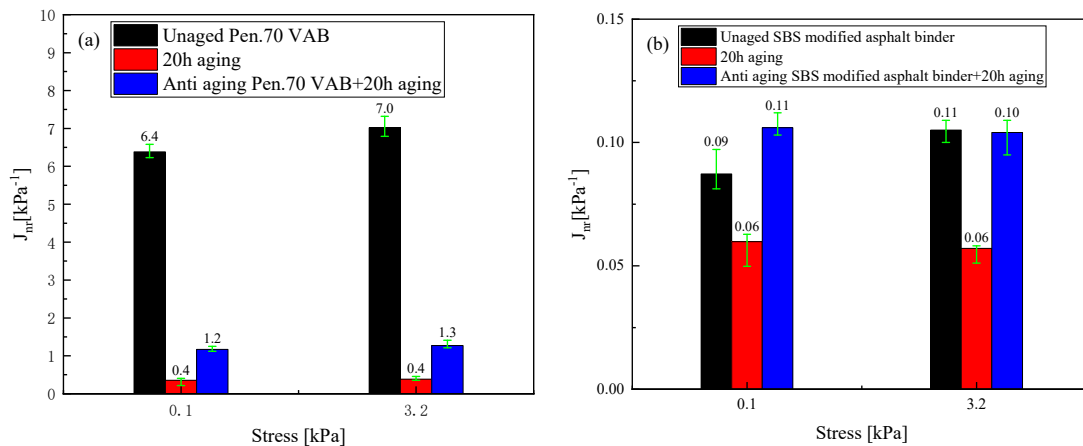 (a)
Unaged Pen.70 VAB
20h aging
Anti aging Pen.70 VAB+20h aging
10
9
8
7
6
5
4
3
2
1
0
6.4
0.4
1.2
7.0
0.4
1.3
0.1
3.2
Jnr[kPa-1]
Stress [kPa]
(b)
Unaged SBS modified asphalt binder
20h aging
Anti aging SBS modified asphalt binder+20h aging
0.15
0.10
0.05
0.00
0.09
0.06
0.11
0.11
0.06
0.10
0.1
3.2
Jnr[kPa-1]
Stress [kPa]